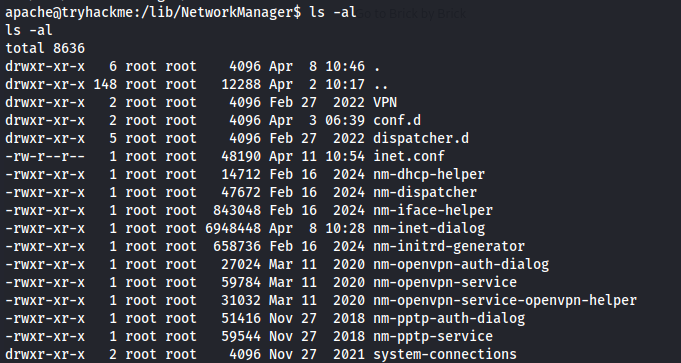 apache@tryhackme:/lib/NetworkManager$ ls -al
ls -al
total 8636
drwxr-xr-x   6 root root    4096 Apr  8 10:46 .
drwxr-xr-x 148 root root   12288 Apr  2 10:17 ..
drwxr-xr-x   2 root root    4096 Feb 27  2022 VPN
drwxr-xr-x   2 root root    4096 Apr  3 06:39 conf.d
drwxr-xr-x   5 root root    4096 Feb 27  2022 dispatcher.d
-rw-r--r--   1 root root   48190 Apr 11 10:54 inet.conf
-rwxr-xr-x   1 root root   14712 Feb 16  2024 nm-dhcp-helper
-rwxr-xr-x   1 root root   47672 Feb 16  2024 nm-dispatcher
-rwxr-xr-x   1 root root  843048 Feb 16  2024 nm-iface-helper
-rwxr-xr-x   1 root root 6948448 Apr  8 10:28 nm-inet-dialog
-rwxr-xr-x   1 root root  658736 Feb 16  2024 nm-initrd-generator
-rwxr-xr-x   1 root root   27024 Mar 11  2020 nm-openvpn-auth-dialog
-rwxr-xr-x   1 root root   59784 Mar 11  2020 nm-openvpn-service
-rwxr-xr-x   1 root root   31032 Mar 11  2020 nm-openvpn-service-openvpn-helper
-rwxr-xr-x   1 root root   51416 Nov 27  2018 nm-pptp-auth-dialog
-rwxr-xr-x   1 root root   59544 Nov 27  2018 nm-pptp-service
drwxr-xr-x   2 root root    4096 Nov 27  2021 system-connections